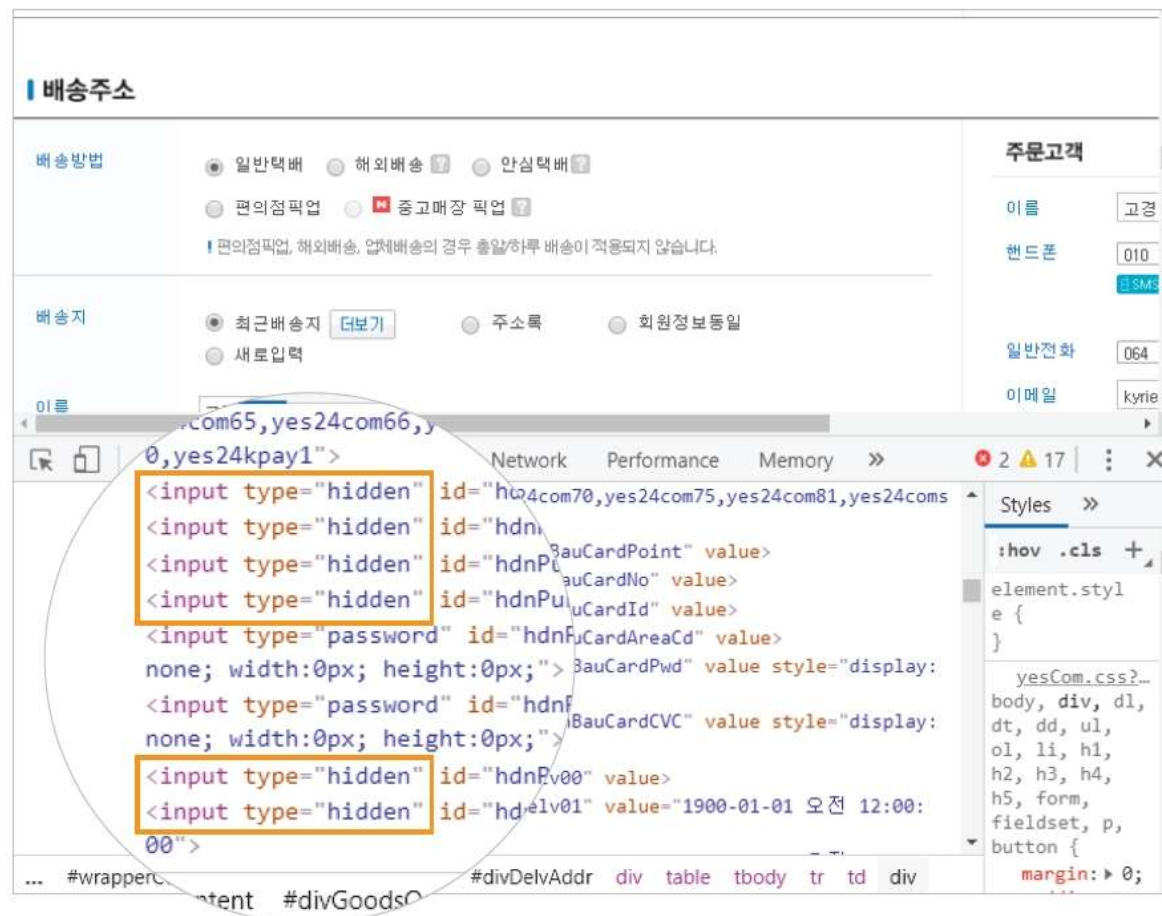 배송주소
배송방법
일반택배 해외배송 ? 안심택배 ?
편의점픽업 중고매장 픽업 ?
! 편의점픽업, 해외배송, 업체배송의 경우 총알/하루 배송이 적용되지 않습니다.
배송지
최근배송지 더보기 주소록 회원정보동일
새로입력
이름
주문고객
이름 고경
핸드폰 010
SMS
일반전화 064
이메일 kyrie
Network Performance Memory » 2 17
com65,yes24com66,y
0,yes24kpay1">
<input type="hidden" id="hd
<input type="hidden" id="hdn
<input type="hidden" id="hdnPu
<input type="hidden" id="hdnPu
<input type="password" id="hdnP
none; width:0px; height:0px;">
<input type="password" id="hdnP
none; width:0px; height:0px;">
<input type="hidden" id="hdnP
<input type="hidden" id="hd
00">
24com70,yes24com75,yes24com81,yes24coms
BauCardPoint" value>
auCardNo" value>
uCardId" value>
uCardAreaCd" value>
BauCardPwd" value style="display:
BauCardCVC" value style="display:
v00" value>
elv01" value="1900-01-01 오전 12:00:
Styles »
:hov .cls +
element.styl
e {
}
yesCom.css?…
body, div, dl,
dt, dd, ul,
ol, li, h1,
h2, h3, h4,
h5, form,
fieldset, p,
button {
margin: 0;
... #wrapperC #divDelvAddr div table tbody tr td div
ntent #divGoodsO